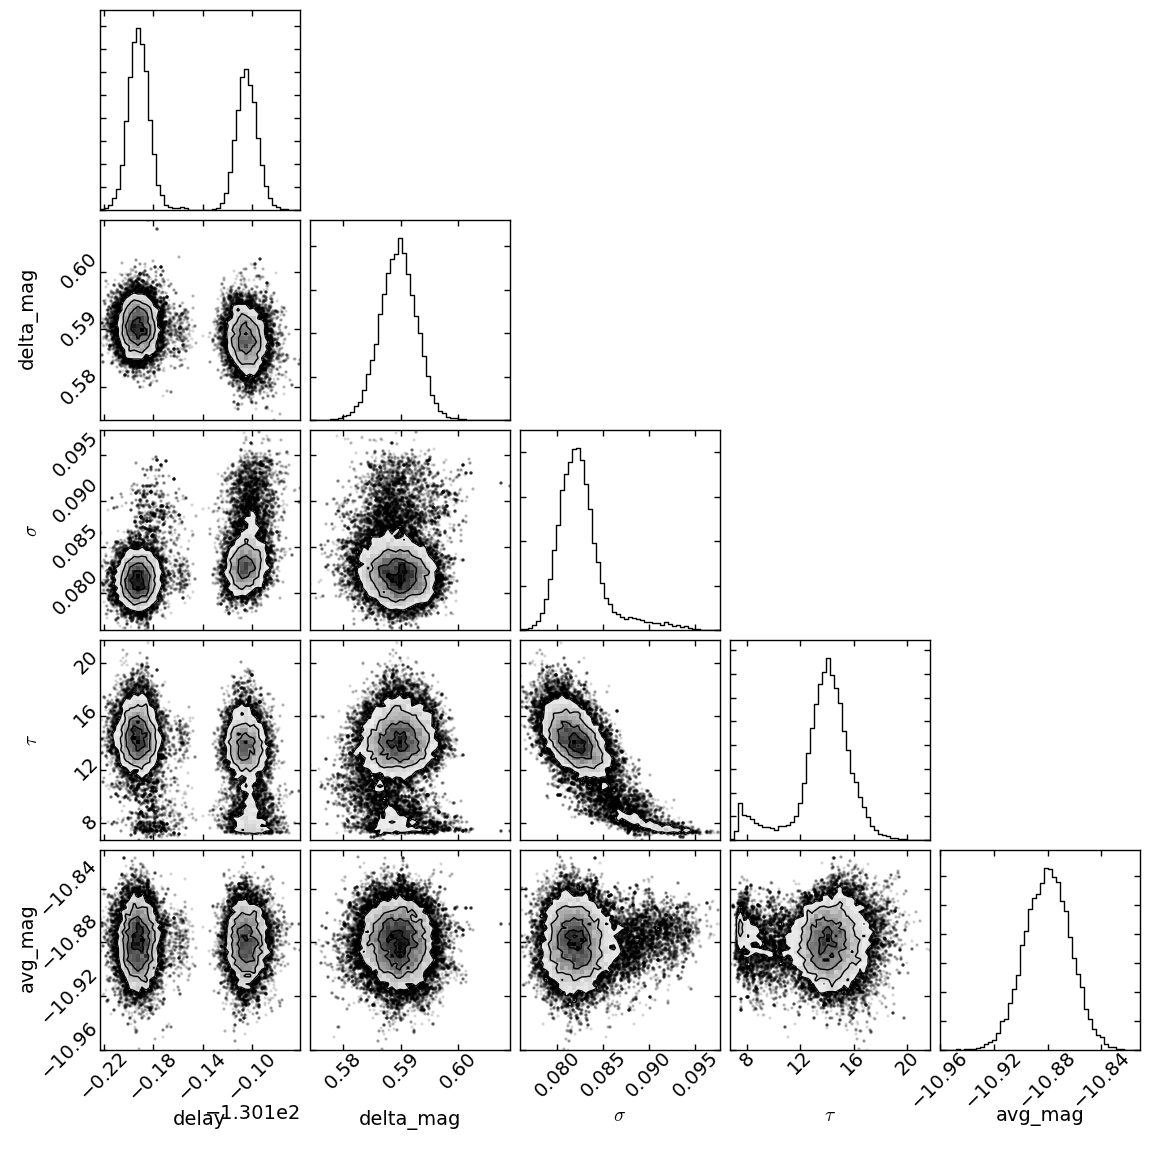 0.60
0.59
0.58
delta_mag
0.095
0.090
0.085
0.080
σ
20
16
12
8
τ
−10.84
−10.88
−10.92
−10.96
avg_mag
−0.22 −0.18 −0.14 −0.10
0.58 0.59 0.60
0.080 0.085 0.090 0.095
8 12 16 20
−10.96 −10.92 −10.88 −10.84
−1.301e2
delay
delta_mag
σ
τ
avg_mag